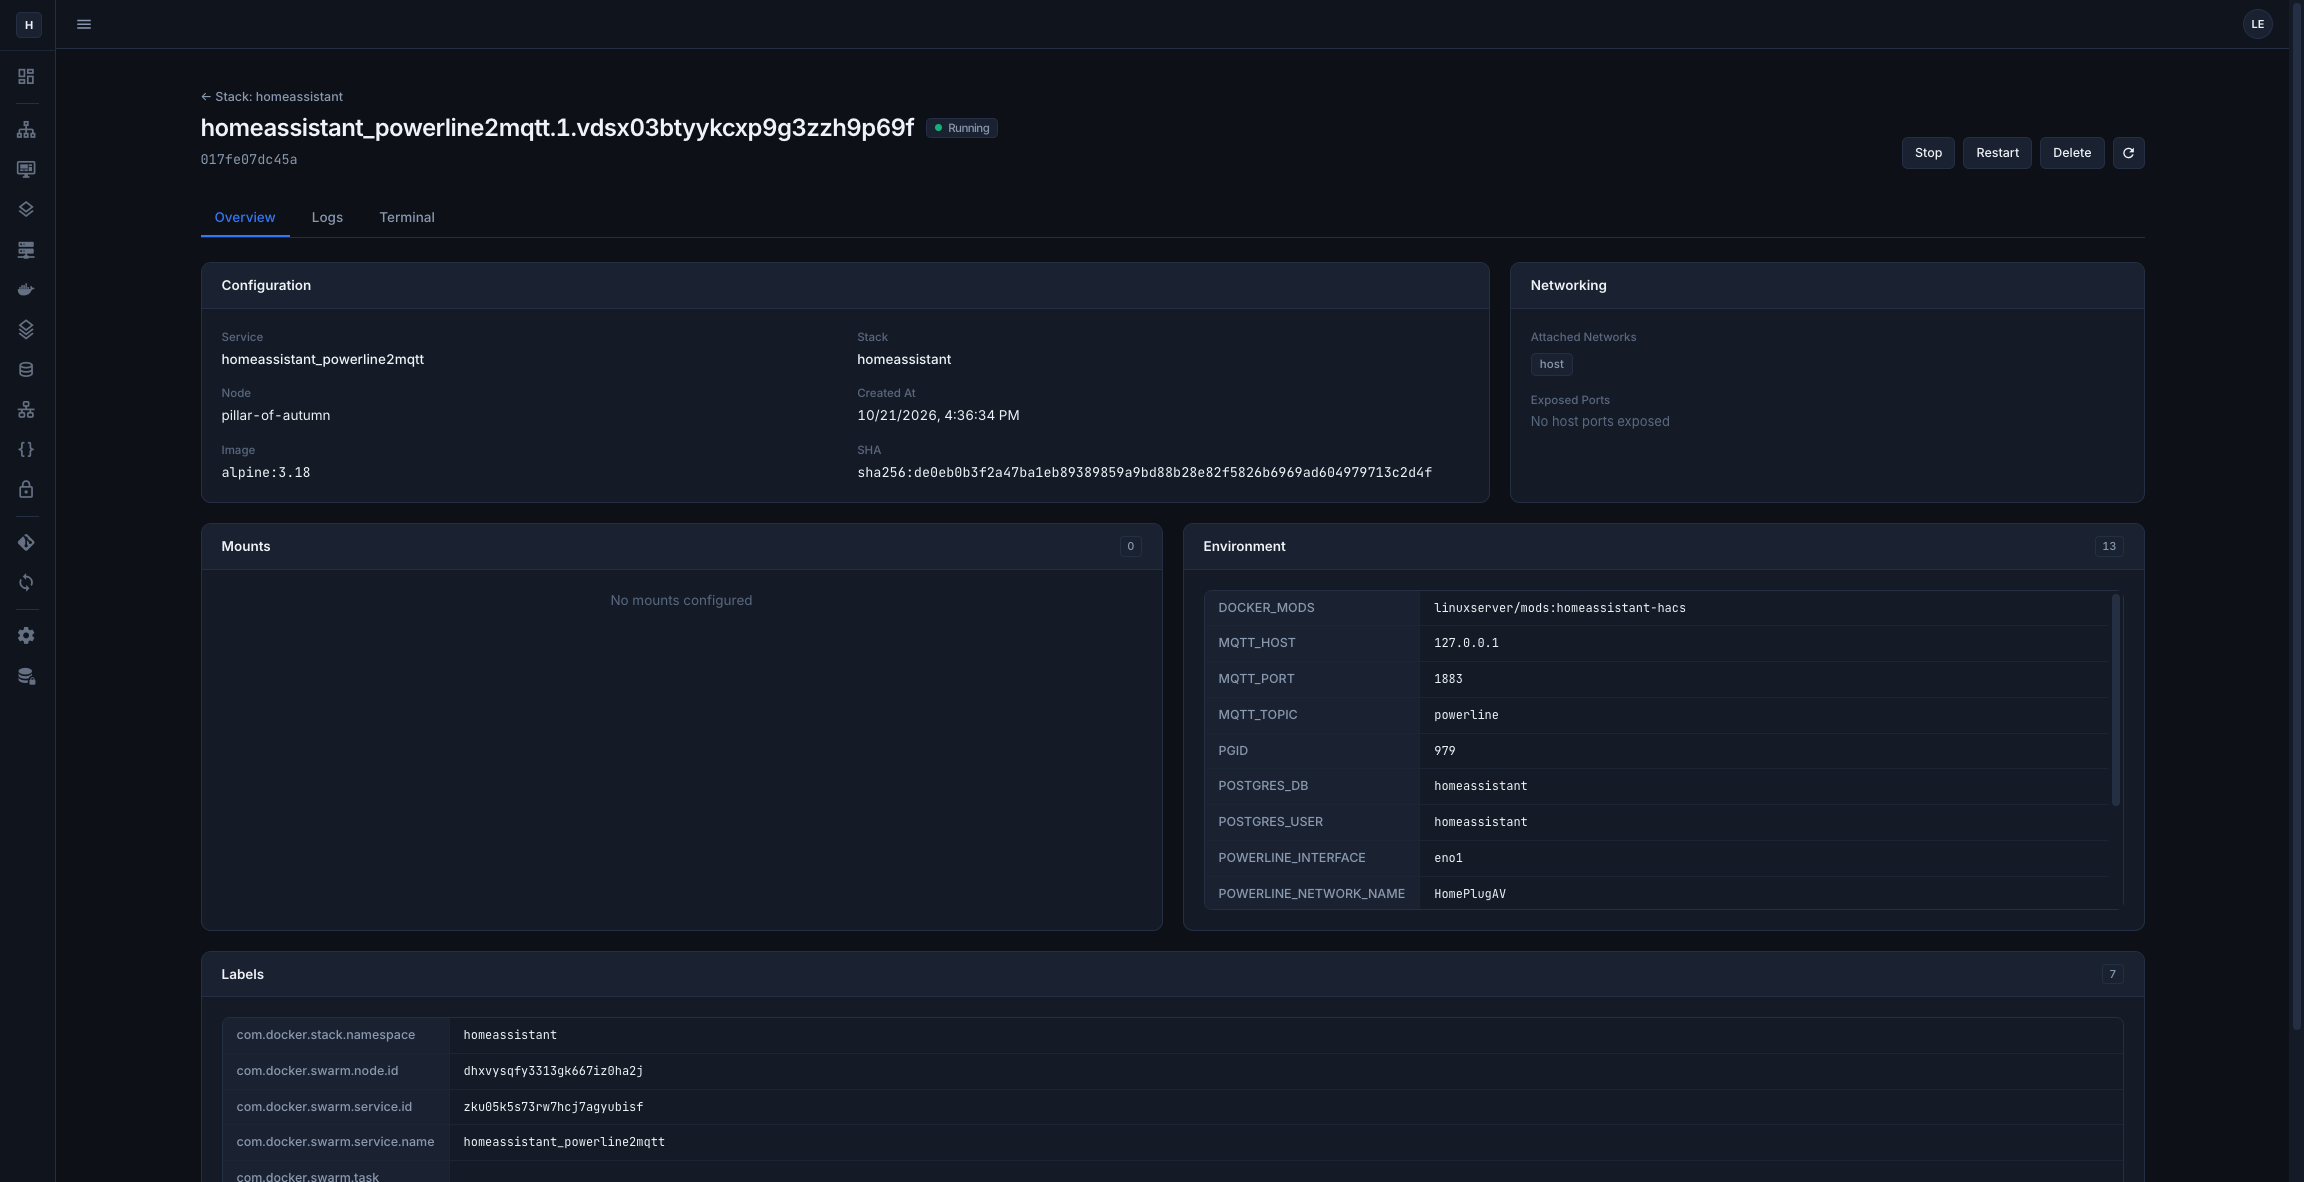 H
LE
← Stack: homeassistant
homeassistant_powerline2mqtt.1.vdsx03btyykcxp9g3zzh9p69f
Running
017fe07dc45a
Stop
Restart
Delete
Overview
Logs
Terminal
Configuration
Service
homeassistant_powerline2mqtt
Stack
homeassistant
Node
pillar-of-autumn
Created At
10/21/2026, 4:36:34 PM
Image
alpine:3.18
SHA
sha256:de0eb0b3f2a47ba1eb89389859a9bd88b28e82f5826b6969ad604979713c2d4f
Networking
Attached Networks
host
Exposed Ports
No host ports exposed
Mounts
0
No mounts configured
Environment
13
DOCKER_MODS linuxserver/mods:homeassistant-hacs
MQTT_HOST 127.0.0.1
MQTT_PORT 1883
MQTT_TOPIC powerline
PGID 979
POSTGRES_DB homeassistant
POSTGRES_USER homeassistant
POWERLINE_INTERFACE eno1
POWERLINE_NETWORK_NAME HomePlugAV
Labels
7
com.docker.stack.namespace homeassistant
com.docker.swarm.node.id dhxvysqfy3313gk667iz0ha2j
com.docker.swarm.service.id zku05k5s73rw7hcj7agyubisf
com.docker.swarm.service.name homeassistant_powerline2mqtt
com.docker.swarm.task